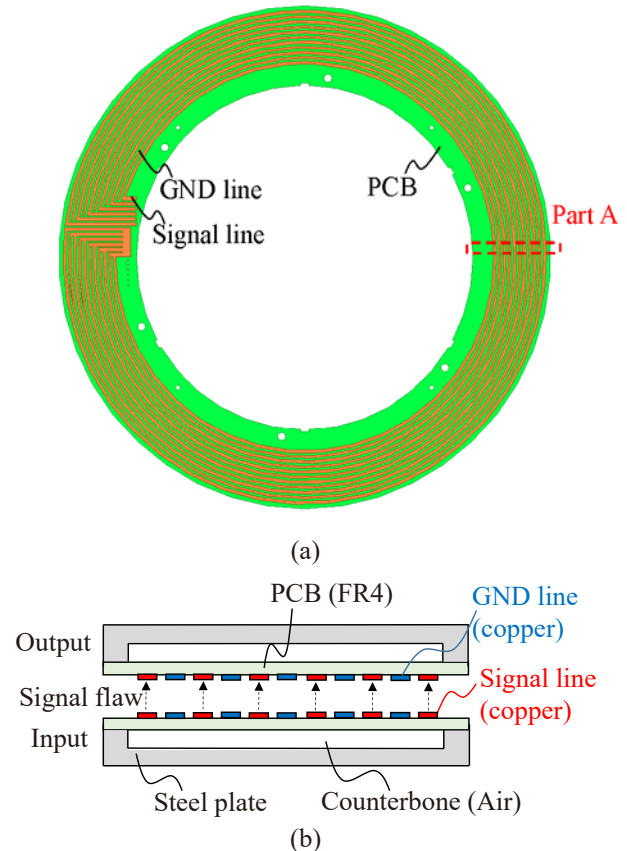 GND line
PCB
Signal line
Part A
(a)
PCB (FR4)
GND line
(copper)
Output
Signal flaw
Signal line
(copper)
Input
Steel plate
Counterbone (Air)
(b)